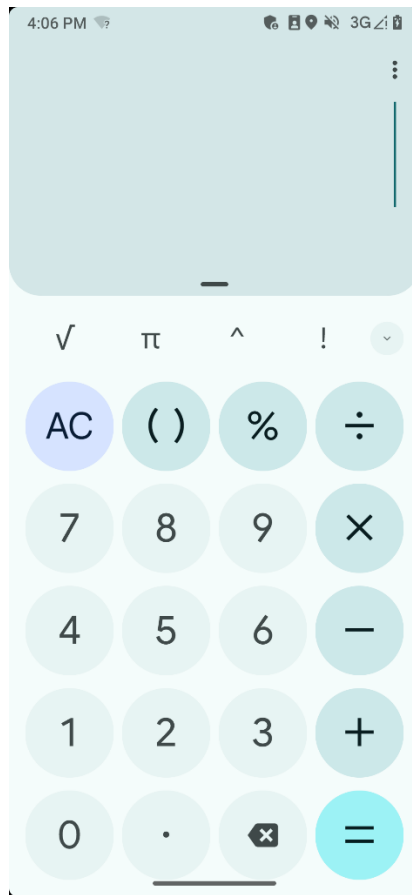 4:06 PM 3G
√ π ^ !
AC ( ) % ÷
7 8 9 ×
4 5 6 −
1 2 3 +
0 . =